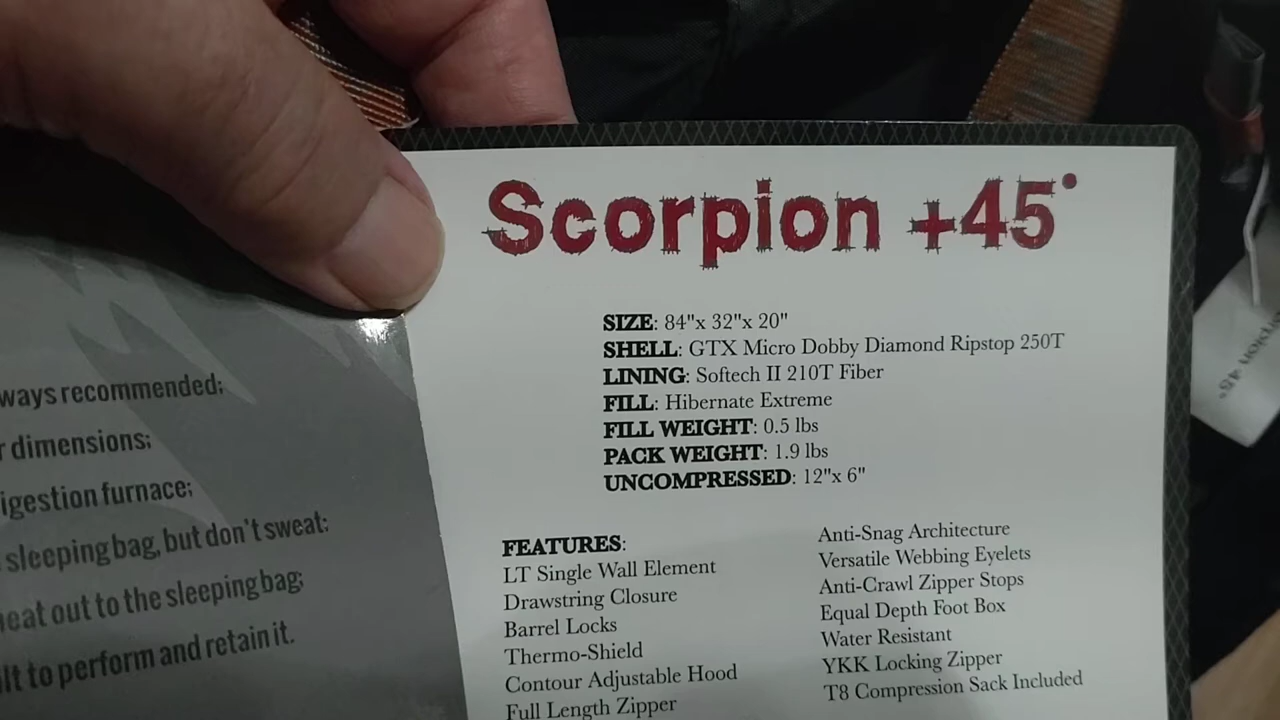 Scorpion +45°
SIZE: 84"x 32"x 20"
SHELL: GTX Micro Dobby Diamond Ripstop 250T
LINING: Softech II 210T Fiber
FILL: Hibernate Extreme
FILL WEIGHT: 0.5 lbs
PACK WEIGHT: 1.9 lbs
UNCOMPRESSED: 12"x 6"
FEATURES:
LT Single Wall Element
Drawstring Closure
Barrel Locks
Thermo-Shield
Contour Adjustable Hood
Full Length Zipper
Anti-Snag Architecture
Versatile Webbing Eyelets
Anti-Crawl Zipper Stops
Equal Depth Foot Box
Water Resistant
YKK Locking Zipper
T8 Compression Sack Included
recommended;
dimensions;
furnace;
sleeping bag, but don't sweat;
out to the sleeping bag;
to perform and retain it.
45°